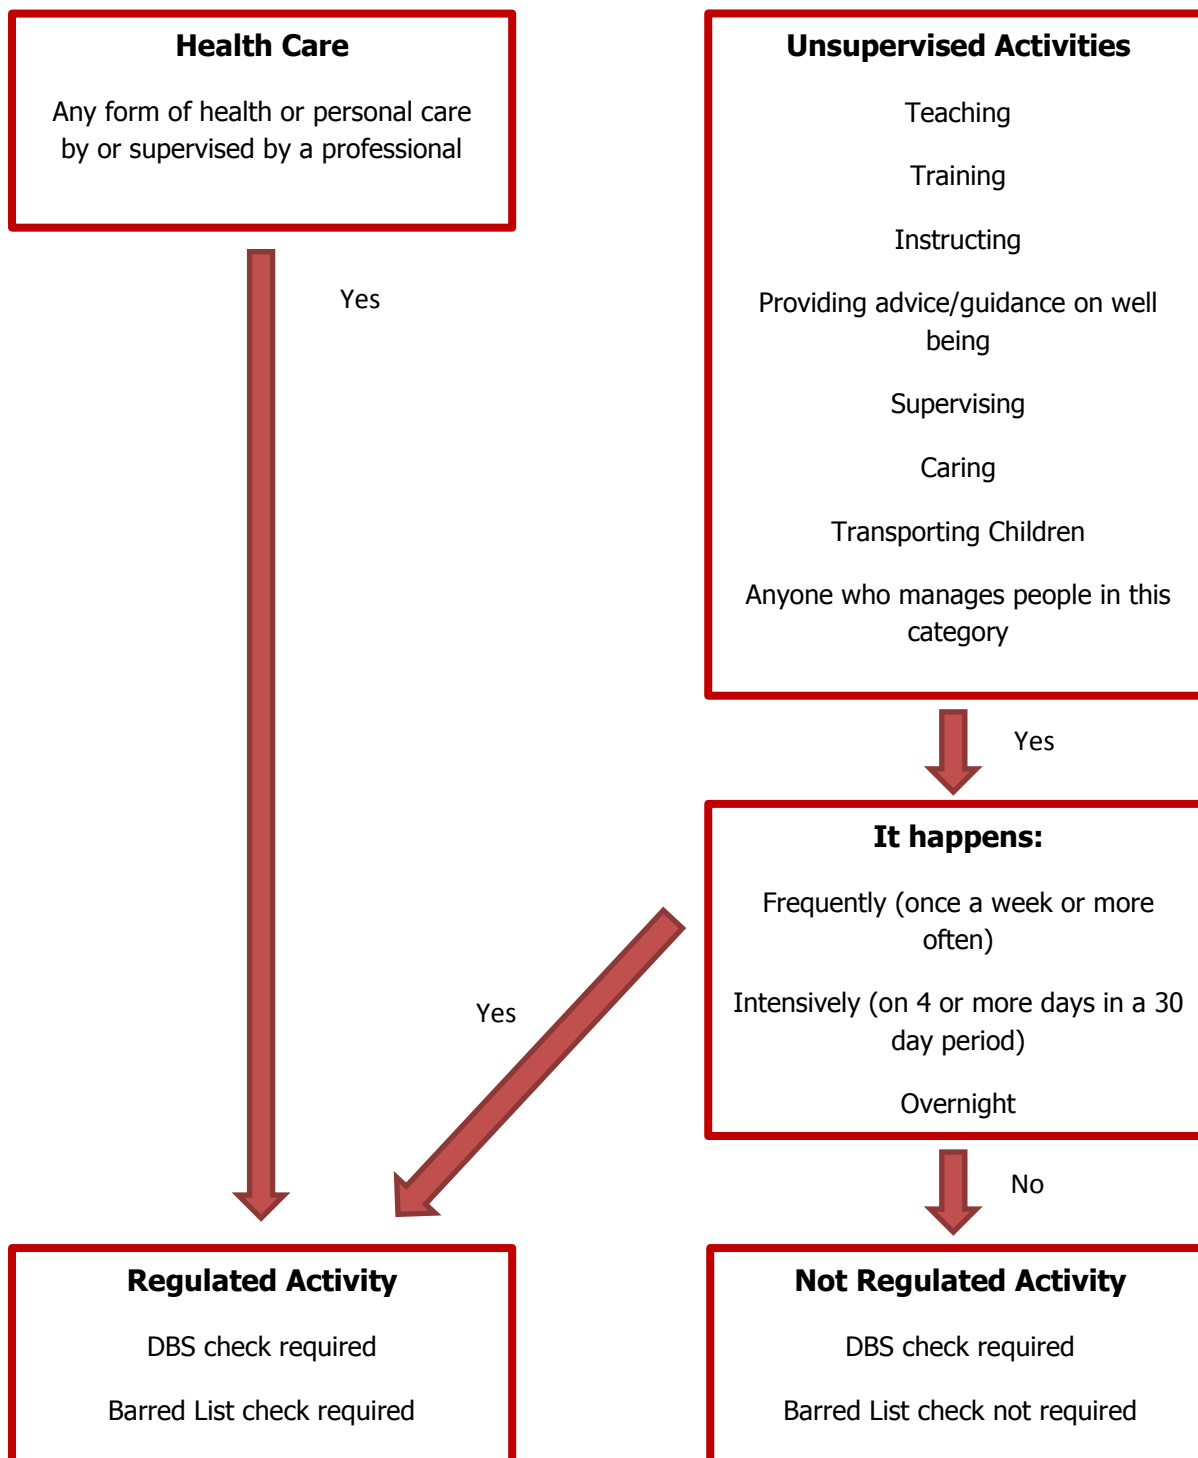 Health Care
Any form of health or personal care
by or supervised by a professional
Yes
Unsupervised Activities
Teaching
Training
Instructing
Providing advice/guidance on well
being
Supervising
Caring
Transporting Children
Anyone who manages people in this
category
Yes
It happens:
Frequently (once a week or more
often)
Intensively (on 4 or more days in a 30
day period)
Overnight
Yes
No
Regulated Activity
DBS check required
Barred List check required
Not Regulated Activity
DBS check required
Barred List check not required